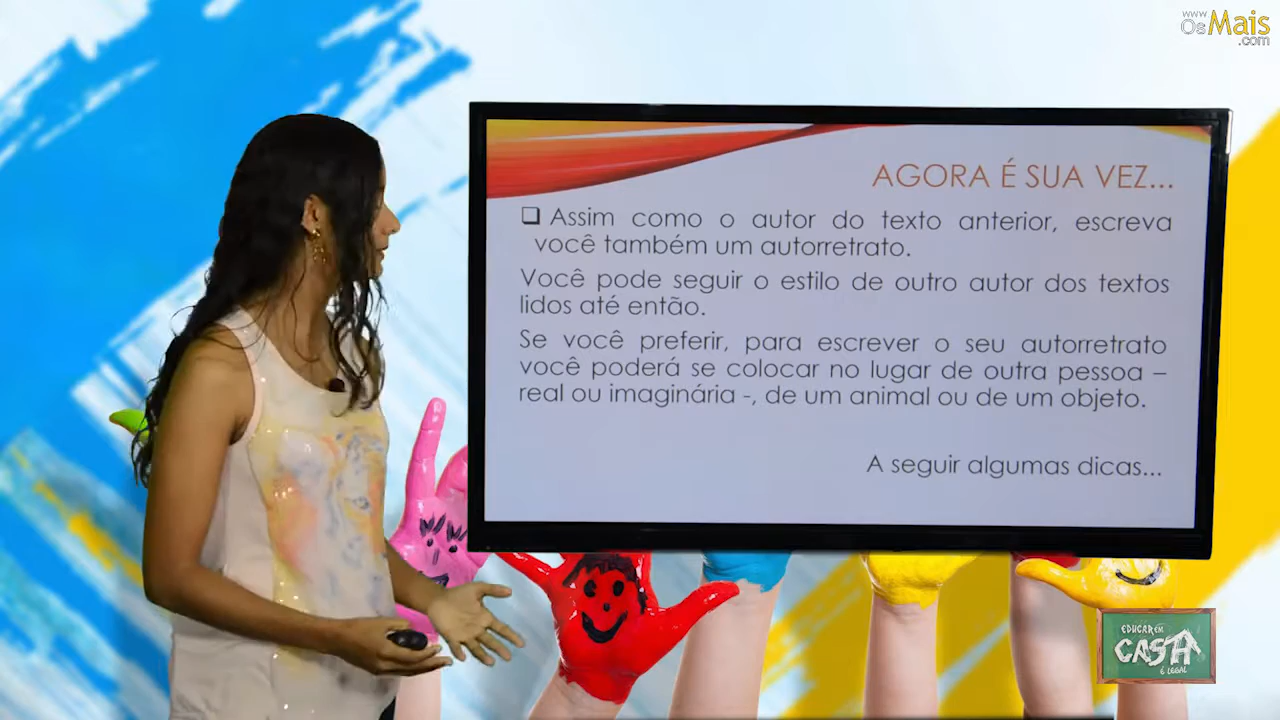 www
OsMais
.com
AGORA É SUA VEZ...
❑ Assim como o autor do texto anterior, escreva
você também um autorretrato.
Você pode seguir o estilo de outro autor dos textos
lidos até então.
Se você preferir, para escrever o seu autorretrato
você poderá se colocar no lugar de outra pessoa –
real ou imaginária -, de um animal ou de um objeto.
A seguir algumas dicas...
EDUCAR EM
CASA
É LEGAL